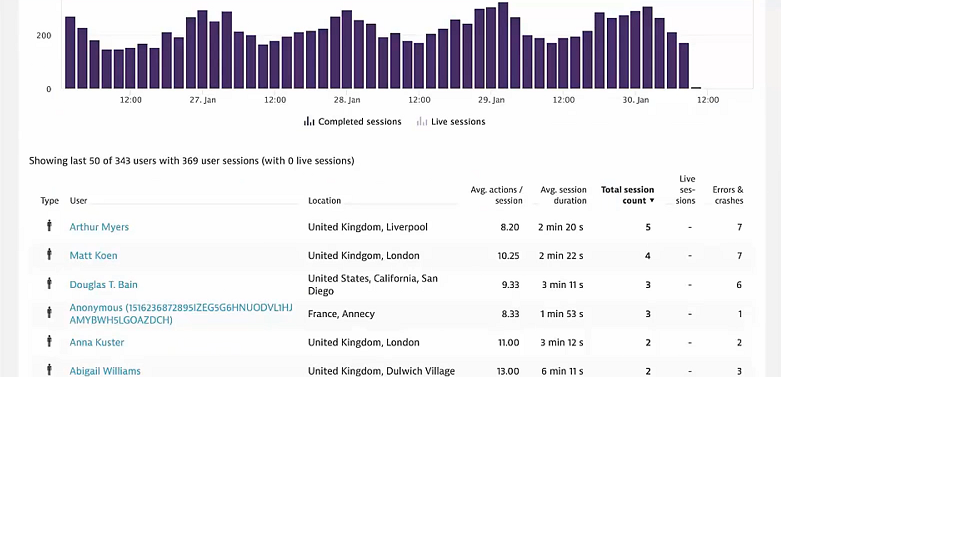 200
0
12:00 27. Jan 12:00 28. Jan 12:00 29. Jan 12:00 30. Jan 12:00
Completed sessions Live sessions
Showing last 50 of 343 users with 369 user sessions (with 0 live sessions)
Type User Location Avg. actions / session Avg. session duration Total session count ▼ Live ses- sions Errors & crashes
Arthur Myers United Kingdom, Liverpool 8.20 2 min 20 s 5 - 7
Matt Koen United Kindgom, London 10.25 2 min 22 s 4 - 7
Douglas T. Bain United States, California, San Diego 9.33 3 min 11 s 3 - 6
Anonymous (1516236872895IZEG5G6HNUODVL1HJ AMYBWH5LGOAZDCH) France, Annecy 8.33 1 min 53 s 3 - 1
Anna Kuster United Kingdom, London 11.00 3 min 12 s 2 - 2
Abigail Williams United Kingdom, Dulwich Village 13.00 6 min 11 s 2 - 3